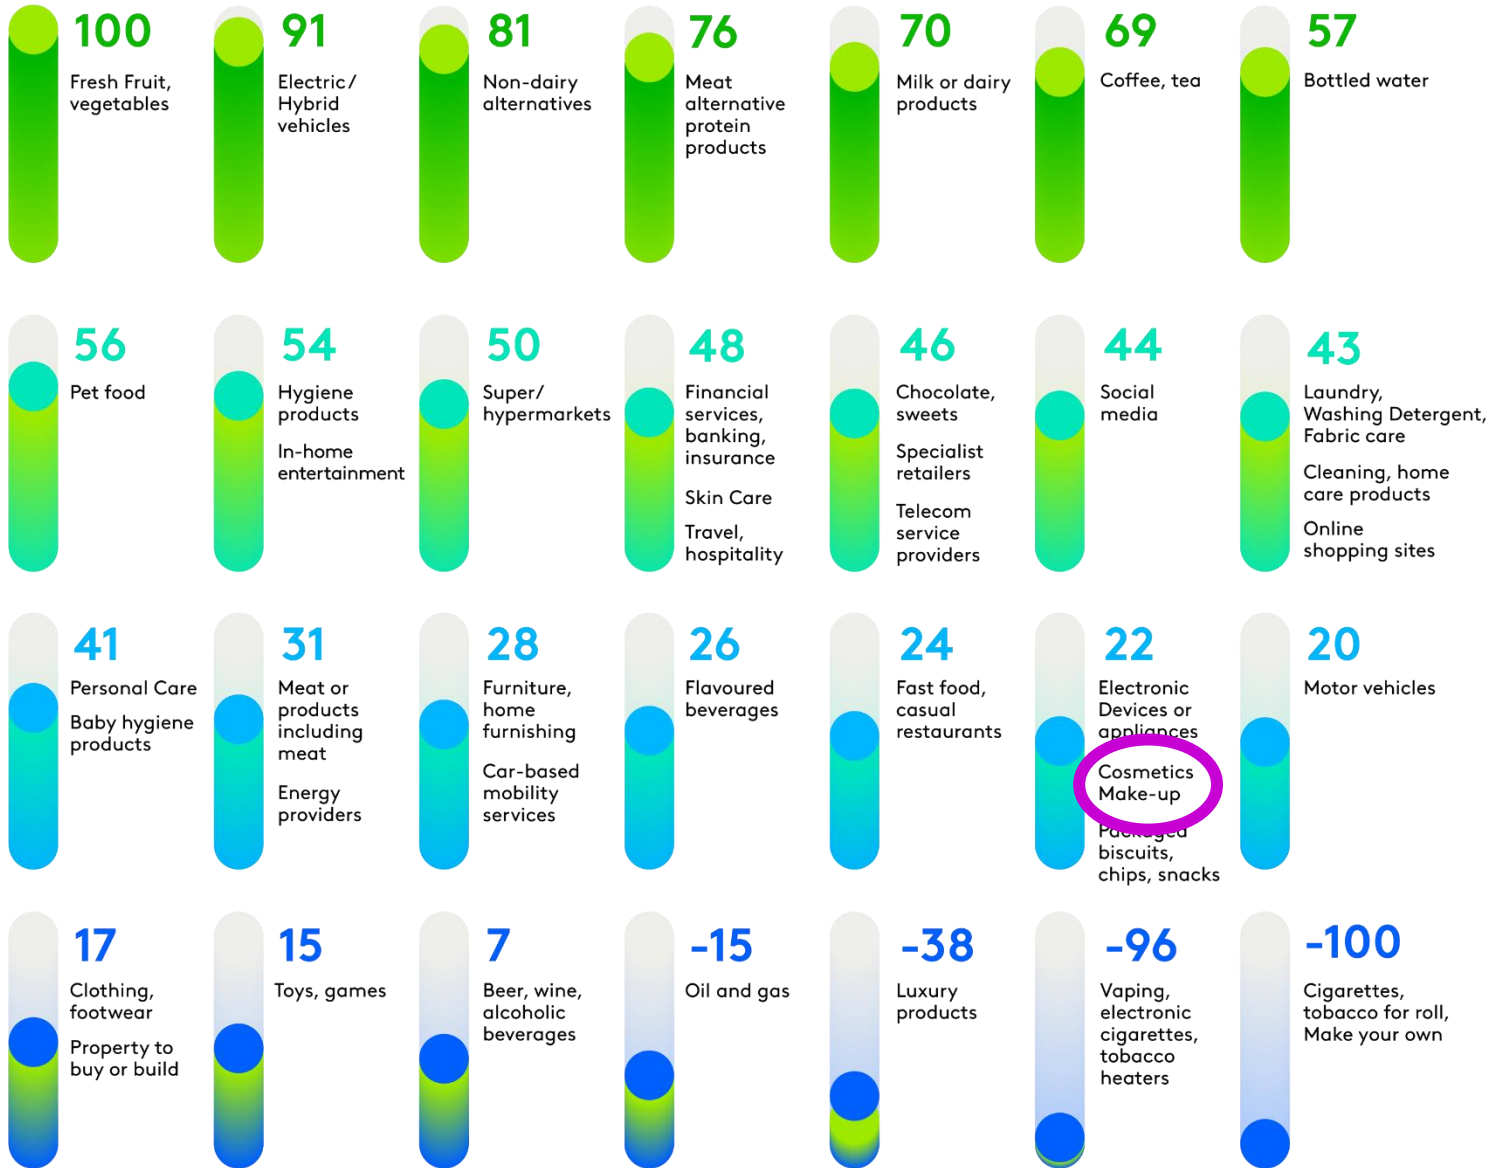 100
Fresh Fruit,
vegetables
91
Electric/
Hybrid
vehicles
81
Non-dairy
alternatives
76
Meat
alternative
protein
products
70
Milk or dairy
products
69
Coffee, tea
57
Bottled water
56
Pet food
54
Hygiene
products
In-home
entertainment
50
Super/
hypermarkets
48
Financial
services,
banking,
insurance
Skin Care
Travel,
hospitality
46
Chocolate,
sweets
Specialist
retailers
Telecom
service
providers
44
Social
media
43
Laundry,
Washing Detergent,
Fabric care
Cleaning, home
care products
Online
shopping sites
41
Personal Care
Baby hygiene
products
31
Meat or
products
including
meat
Energy
providers
28
Furniture,
home
furnishing
Car-based
mobility
services
26
Flavoured
beverages
24
Fast food,
casual
restaurants
22
Electronic
Devices or
appliances
Cosmetics
Make-up
Packaged
biscuits,
chips, snacks
20
Motor vehicles
17
Clothing,
footwear
Property to
buy or build
15
Toys, games
7
Beer, wine,
alcoholic
beverages
-15
Oil and gas
-38
Luxury
products
-96
Vaping,
electronic
cigarettes,
tobacco
heaters
-100
Cigarettes,
tobacco for roll,
Make your own